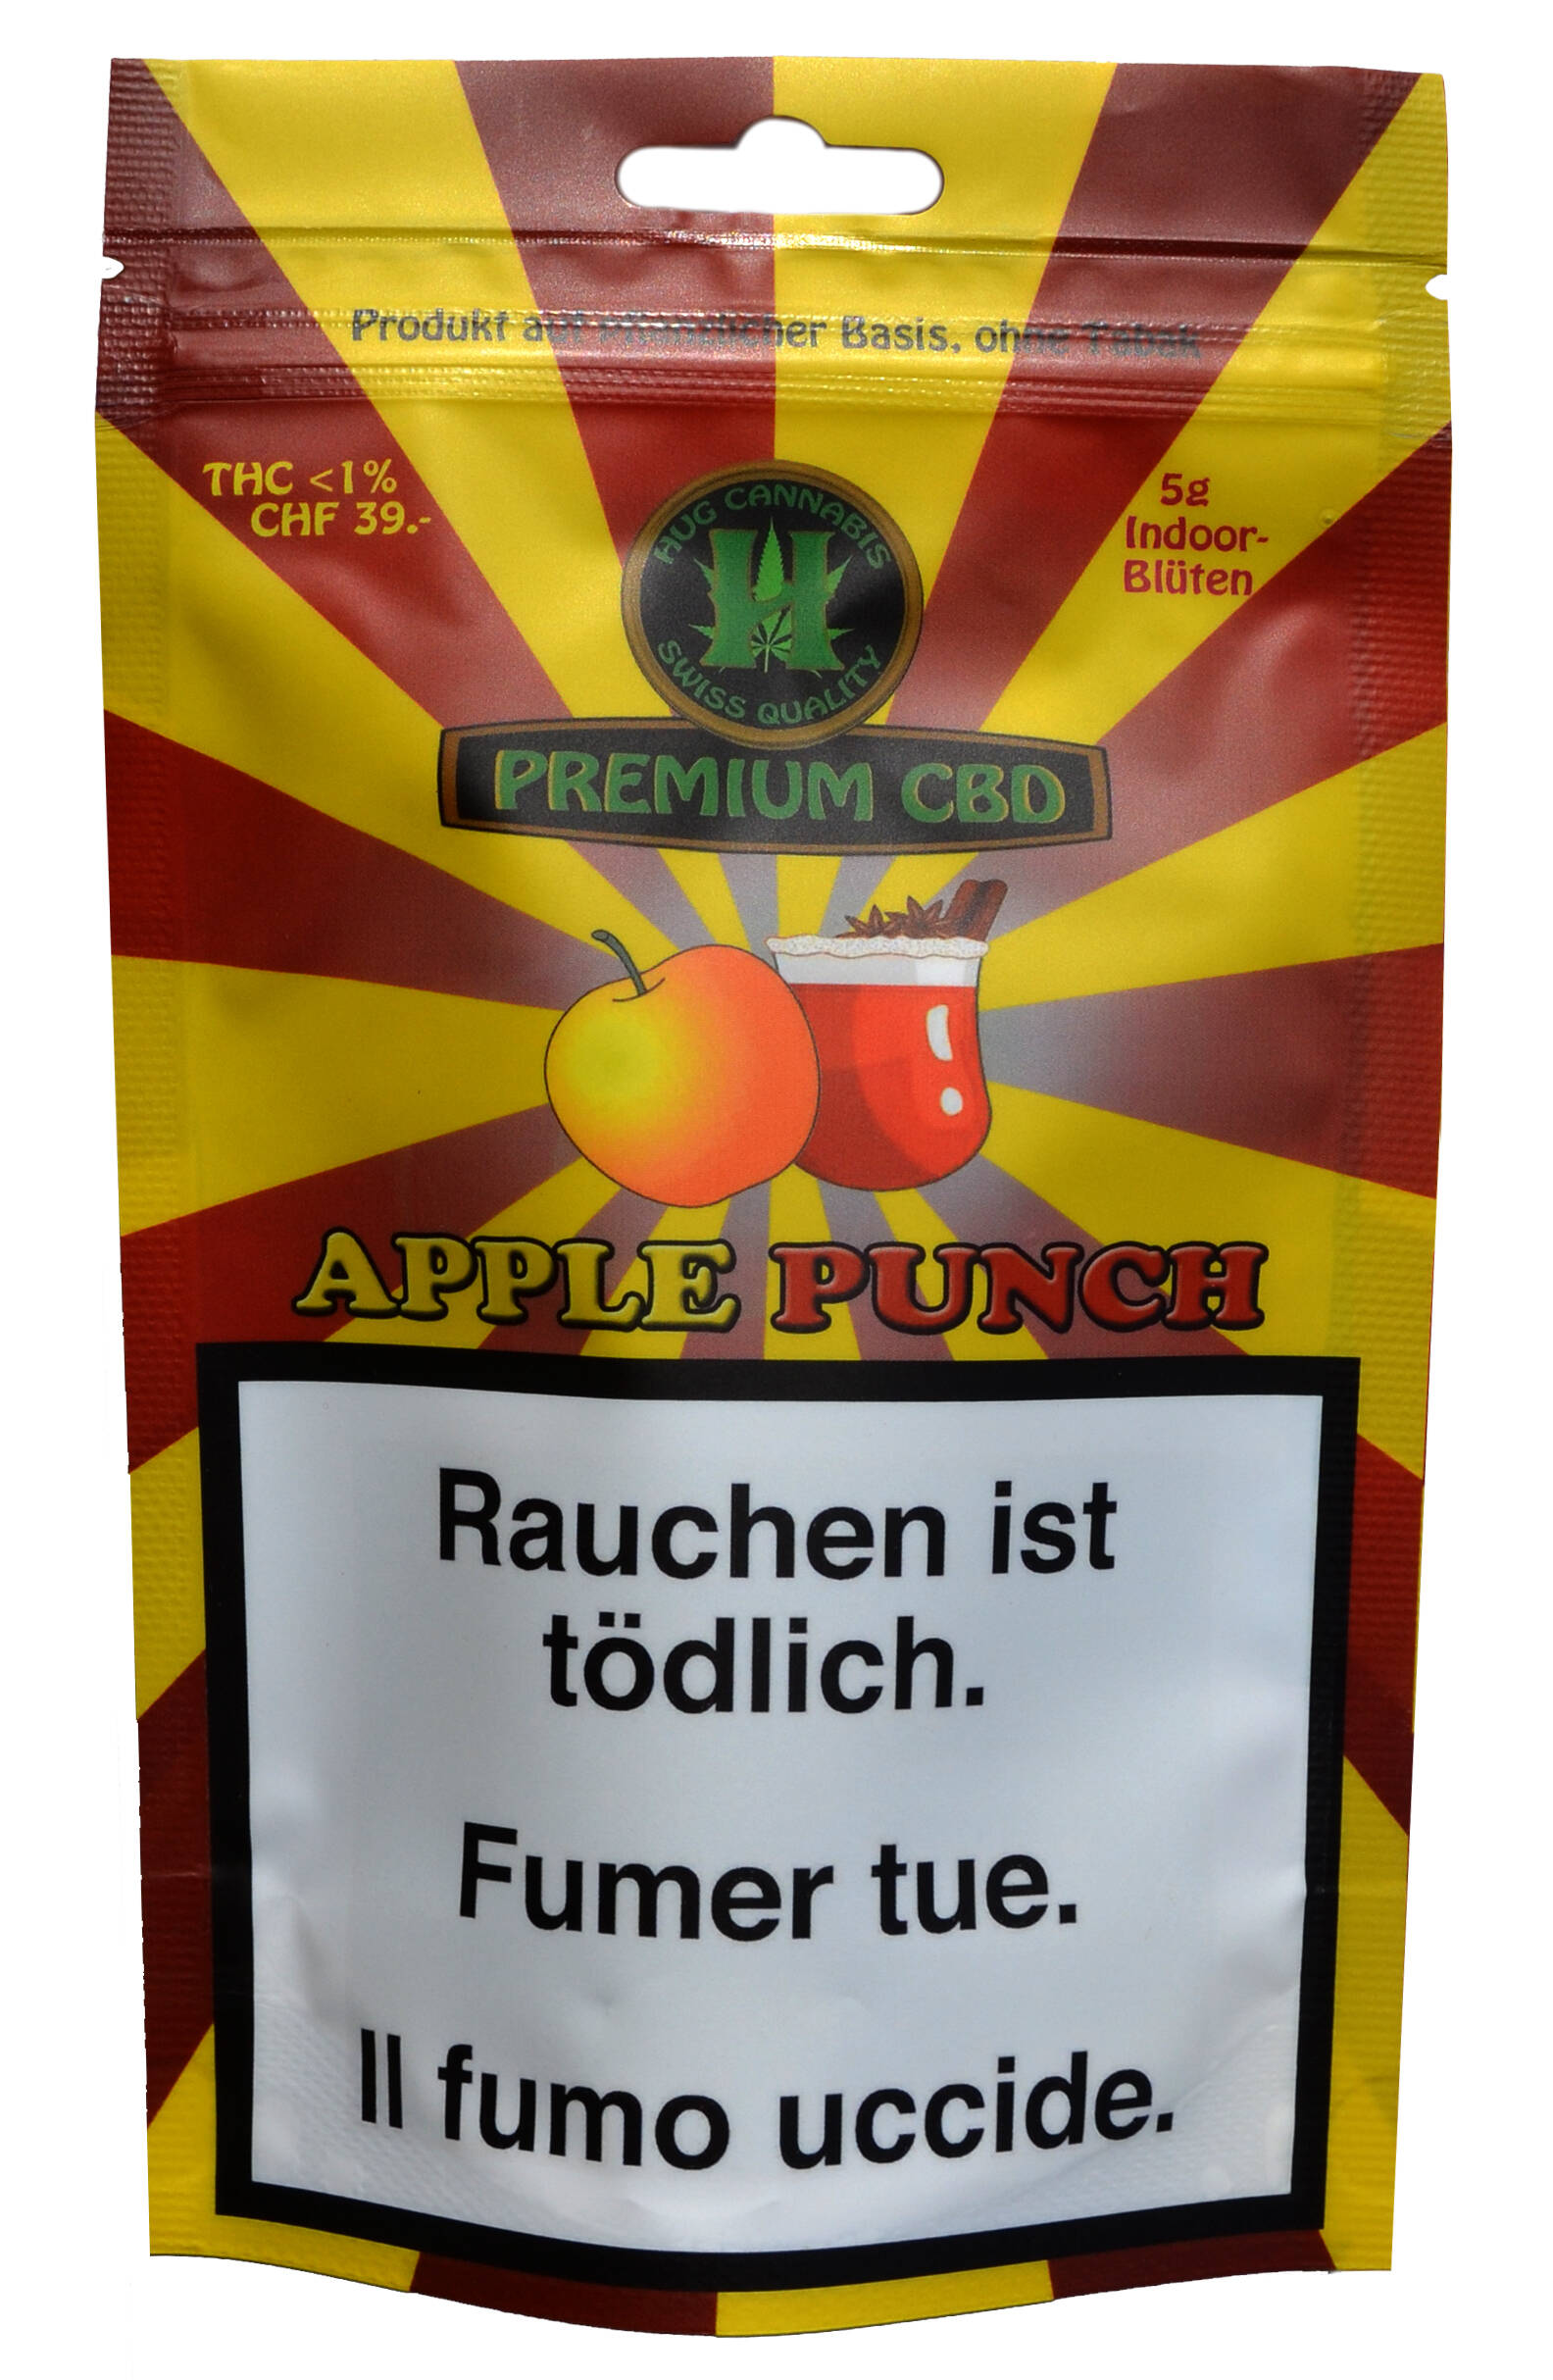 Produkt auf pflanzlicher Basis, ohne Tabak
THC <1%
CHF 39.-
5g
Indoor-
Blüten
HUG CANNABIS
H
SWISS QUALITY
PREMIUM CBD
APPLE PUNCH
Rauchen ist
tödlich.
Fumer tue.
Il fumo uccide.